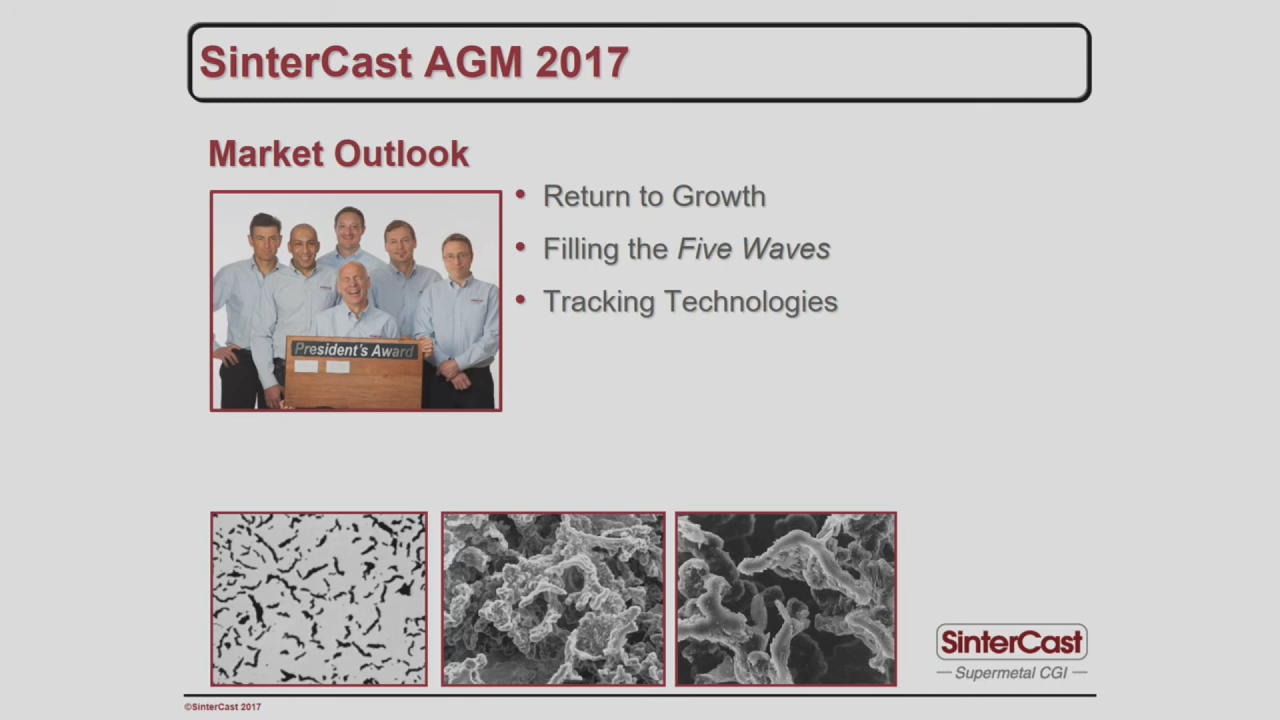 SinterCast AGM 2017
Market Outlook
• Return to Growth
• Filling the Five Waves
• Tracking Technologies
President's Award
SinterCast
Supermetal CGI
©SinterCast 2017